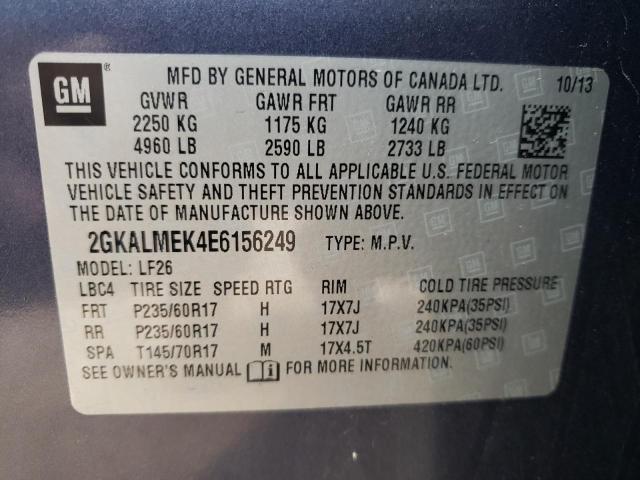 GM ®
MFD BY GENERAL MOTORS OF CANADA LTD. 10/13
GVWR GAWR FRT GAWR RR
2250 KG 1175 KG 1240 KG
4960 LB 2590 LB 2733 LB
THIS VEHICLE CONFORMS TO ALL APPLICABLE U.S. FEDERAL MOTOR
VEHICLE SAFETY AND THEFT PREVENTION STANDARDS IN EFFECT ON
THE DATE OF MANUFACTURE SHOWN ABOVE.
2GKALMEK4E6156249 TYPE: M.P.V.
MODEL: LF26
LBC4 TIRE SIZE SPEED RTG RIM COLD TIRE PRESSURE
FRT P235/60R17 H 17X7J 240KPA(35PSI)
RR P235/60R17 H 17X7J 240KPA(35PSI)
SPA T145/70R17 M 17X4.5T 420KPA(60PSI)
SEE OWNER'S MANUAL i FOR MORE INFORMATION.